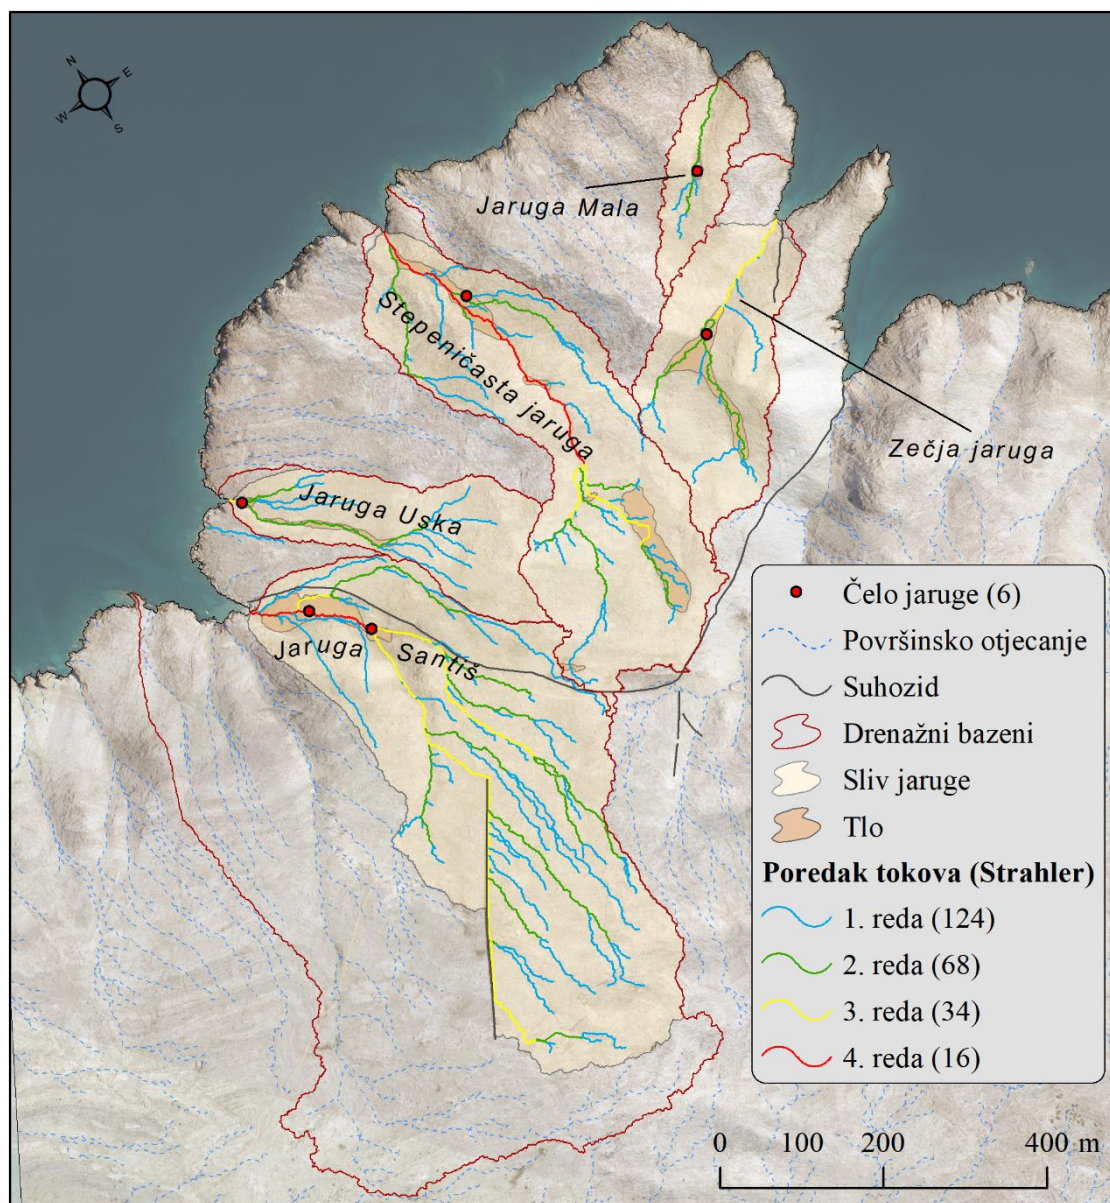 N
E
W
S
Jaruga Mala
Stepeničasta jaruga
Zečja jaruga
Jaruga Uska
Jaruga Santiš
Čelo jaruge (6)
Površinsko otjecanje
Suhozid
Drenažni bazeni
Sliv jaruge
Tlo
Poredak tokova (Strahler)
1. reda (124)
2. reda (68)
3. reda (34)
4. reda (16)
0 100 200 400 m